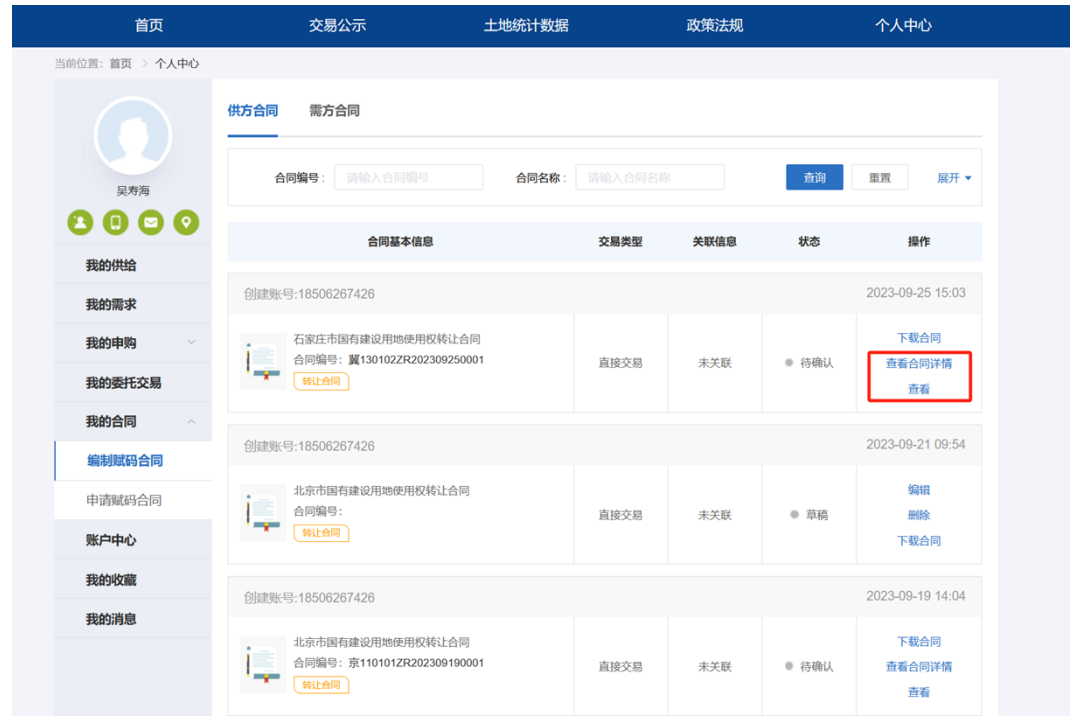 首页 交易公示 土地统计数据 政策法规 个人中心
当前位置: 首页 > 个人中心
吴寿海
我的供给
我的需求
我的申购
我的委托交易
我的合同
编制赋码合同
申请赋码合同
账户中心
我的收藏
我的消息
供方合同 需方合同
合同编号: 请输入合同编号 合同名称: 请输入合同名称 查询 重置 展开
合同基本信息 交易类型 关联信息 状态 操作
创建账号:18506267426 2023-09-25 15:03
石家庄市国有建设用地使用权转让合同
合同编号: 冀130102ZR202309250001
转让合同
直接交易 未关联 待确认
下载合同
查看合同详情
查看
创建账号:18506267426 2023-09-21 09:54
北京市国有建设用地使用权转让合同
合同编号:
转让合同
直接交易 未关联 草稿
编辑
删除
下载合同
创建账号:18506267426 2023-09-19 14:04
北京市国有建设用地使用权转让合同
合同编号: 京110101ZR202309190001
转让合同
直接交易 未关联 待确认
下载合同
查看合同详情
查看